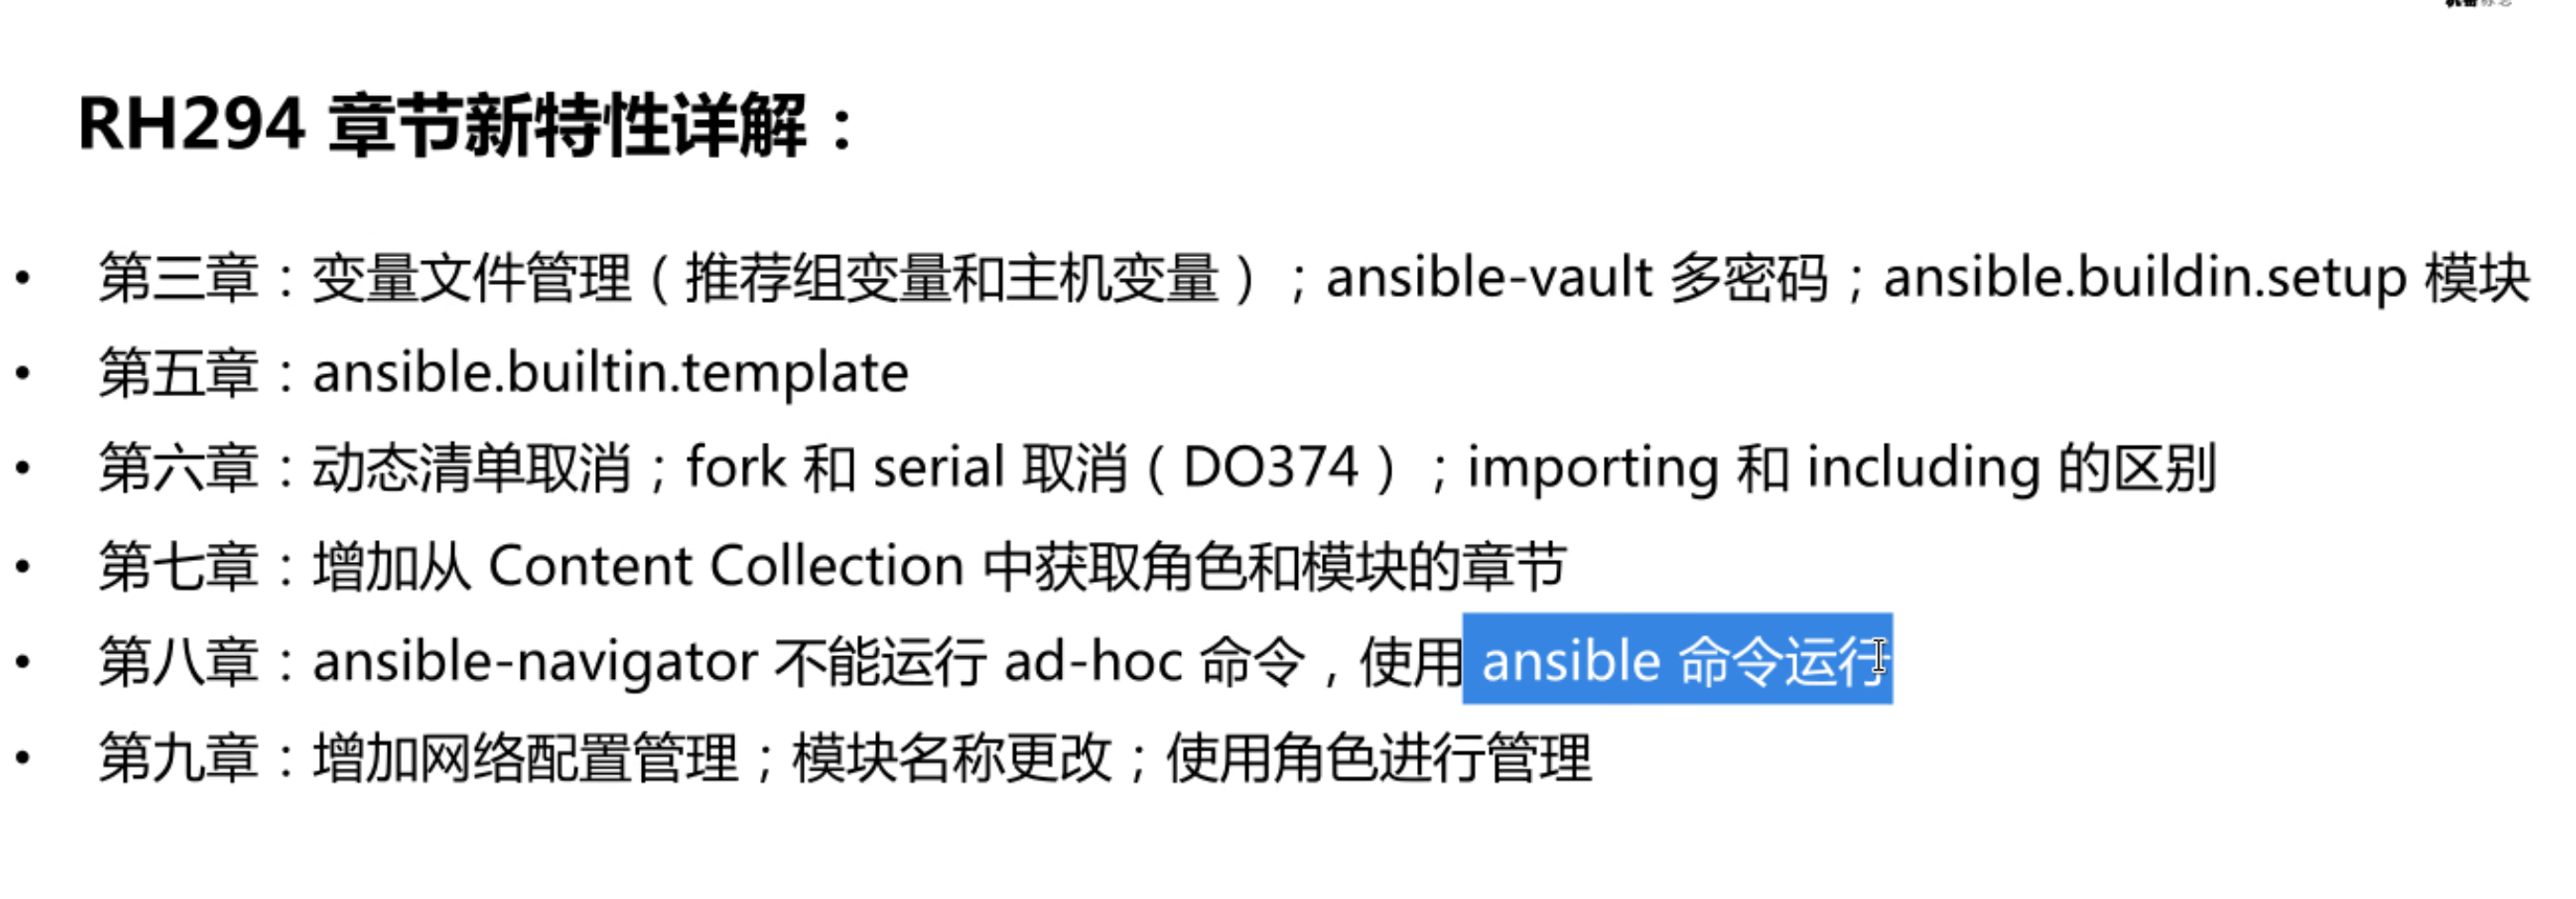 RH294 章节新特性详解：
• 第三章：变量文件管理（推荐组变量和主机变量）；ansible-vault 多密码；ansible.buildin.setup 模块
• 第五章：ansible.builtin.template
• 第六章：动态清单取消；fork 和 serial 取消（DO374）；importing 和 including 的区别
• 第七章：增加从 Content Collection 中获取角色和模块的章节
• 第八章：ansible-navigator 不能运行 ad-hoc 命令，使用 ansible 命令运行
• 第九章：增加网络配置管理；模块名称更改；使用角色进行管理